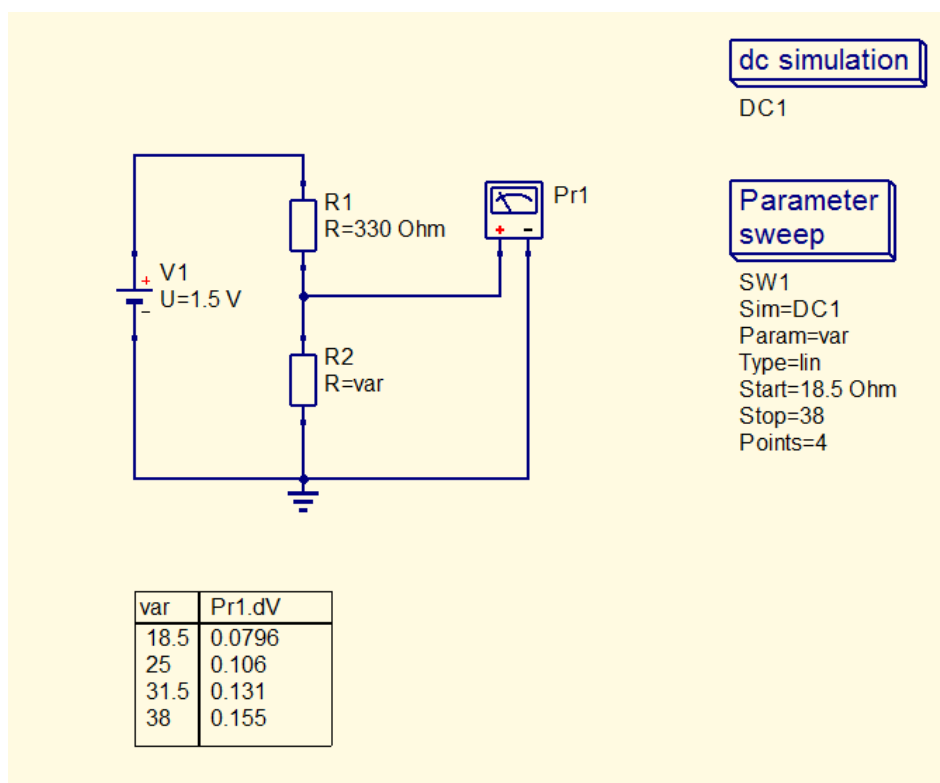 dc simulation
DC1
R1
R=330 Ohm
Pr1
+ -
Parameter
sweep
+
V1
U=1.5 V
-
SW1
Sim=DC1
Param=var
Type=lin
Start=18.5 Ohm
Stop=38
Points=4
R2
R=var
var Pr1.dV
18.5 0.0796
25 0.106
31.5 0.131
38 0.155